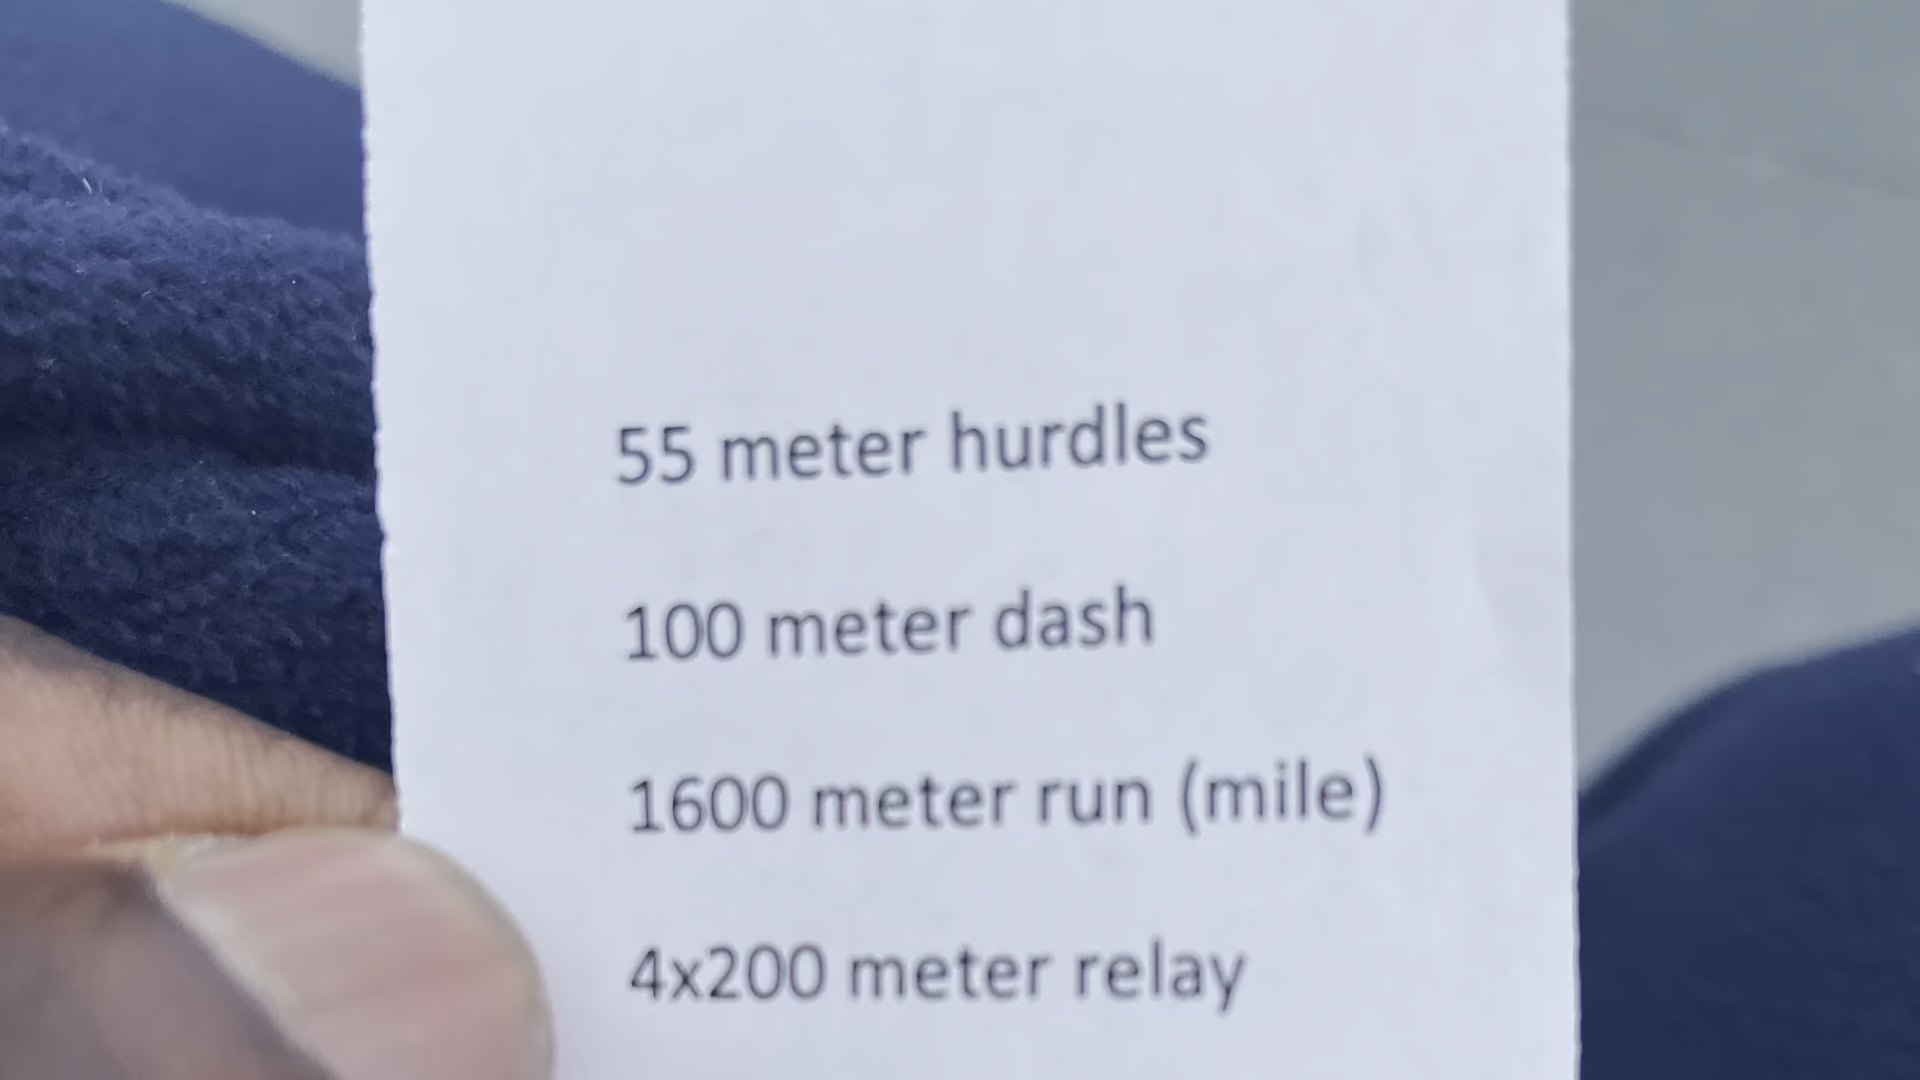 55 meter hurdles
100 meter dash
1600 meter run (mile)
4x200 meter relay